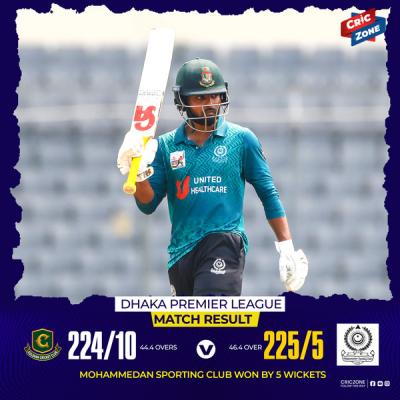 CRIC
ZONE
SS
UNITED
HEALTHCARE
DHAKA PREMIER LEAGUE
MATCH RESULT
224/10 44.4 OVERS V 46.4 OVER 225/5
MOHAMMEDAN SPORTING CLUB WON BY 5 WICKETS
CRICZONE